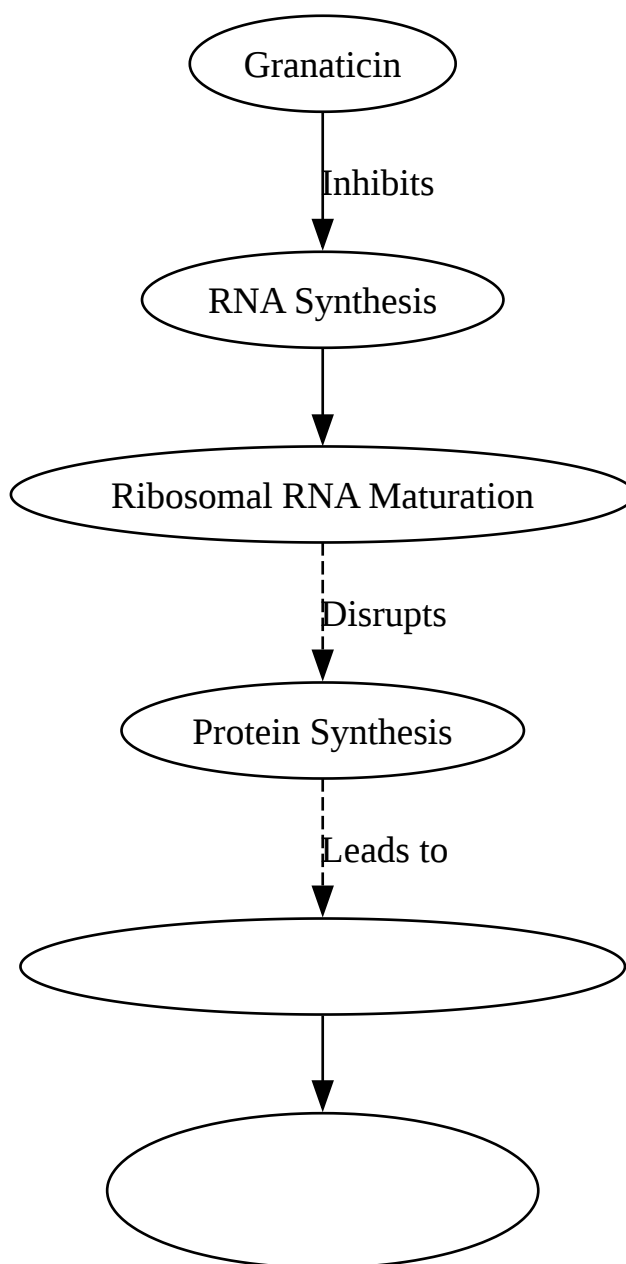 Granaticin
Inhibits
RNA Synthesis
Ribosomal RNA Maturation
Disrupts
Protein Synthesis
Leads to